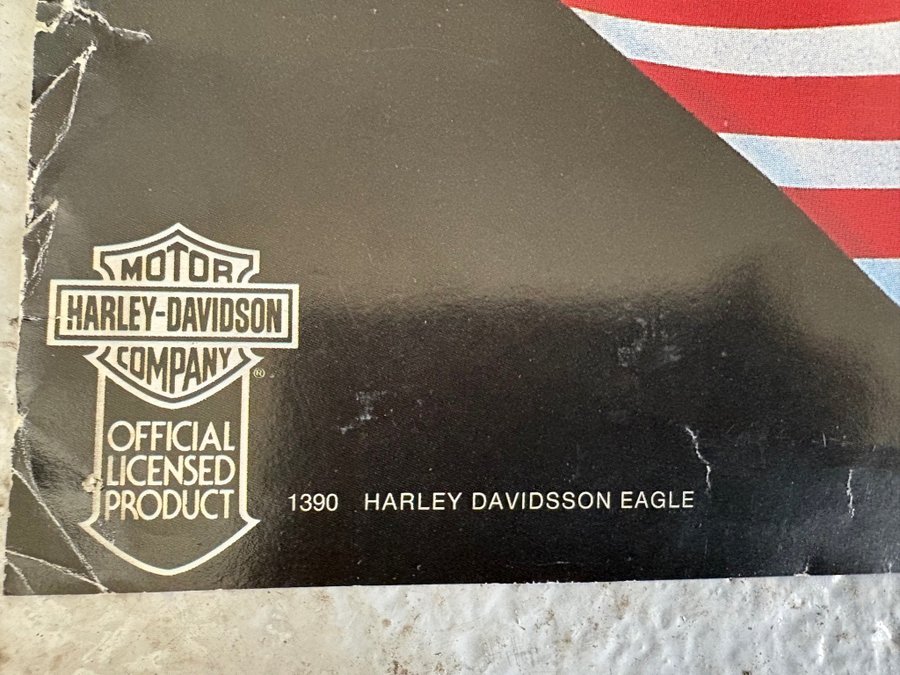 MOTOR
HARLEY-DAVIDSON
COMPANY
®
OFFICIAL
LICENSED
PRODUCT
1390 HARLEY DAVIDSSON EAGLE